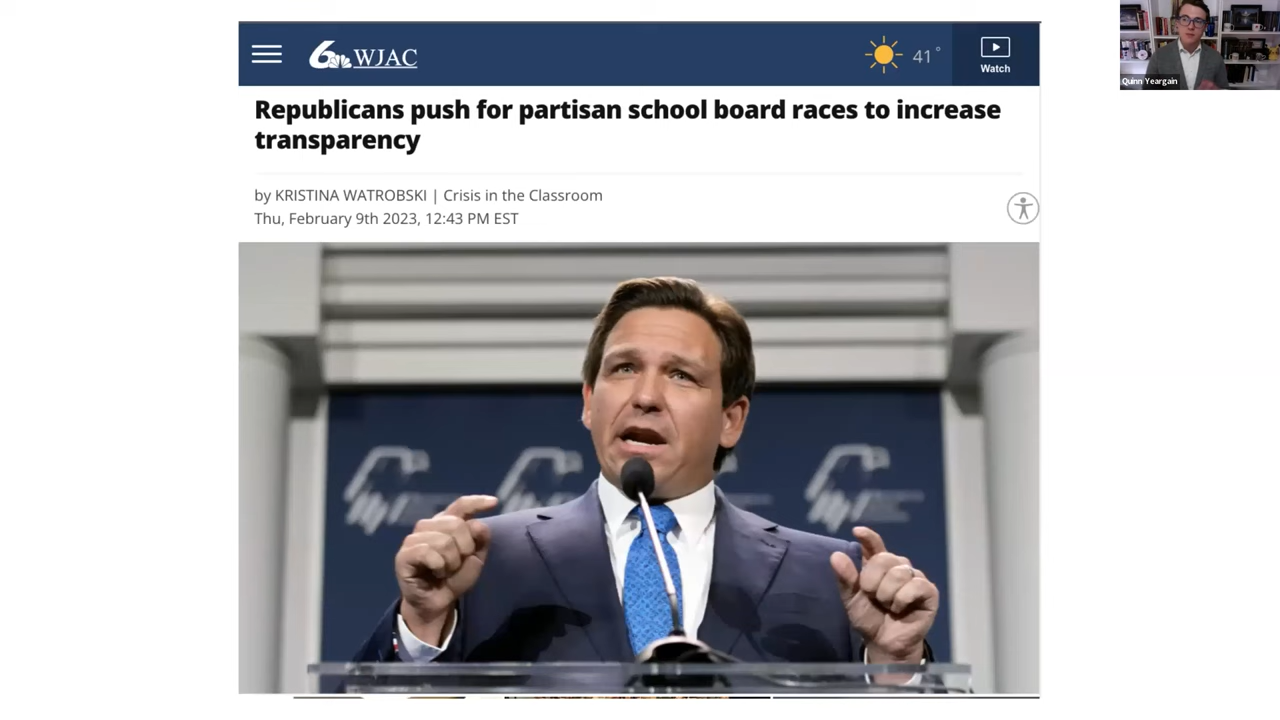 6 WJAC
41°
Watch
Quinn Yeargain
Republicans push for partisan school board races to increase
transparency
by KRISTINA WATROBSKI | Crisis in the Classroom
Thu, February 9th 2023, 12:43 PM EST